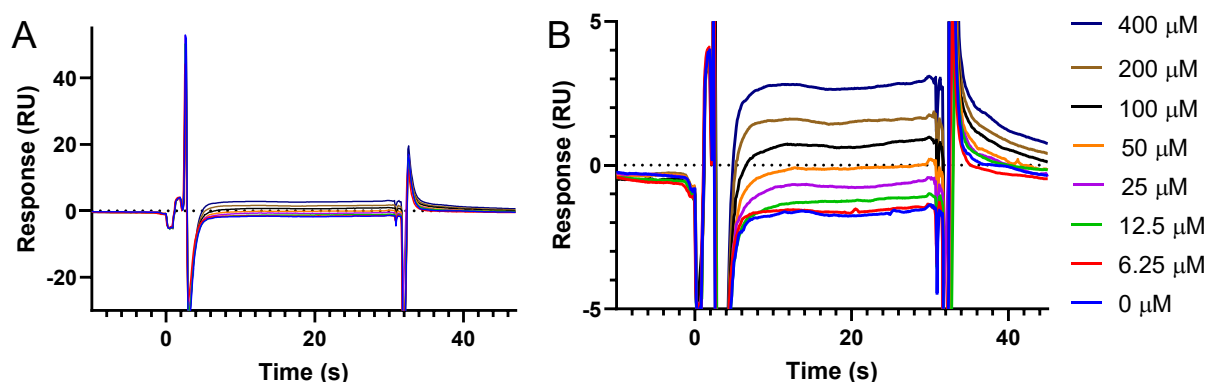 A
Response (RU)
40
20
0
-20
0
20
40
Time (s)
B
Response (RU)
5
0
-5
0
20
40
Time (s)
400 μM
200 μM
100 μM
50 μM
25 μM
12.5 μM
6.25 μM
0 μM